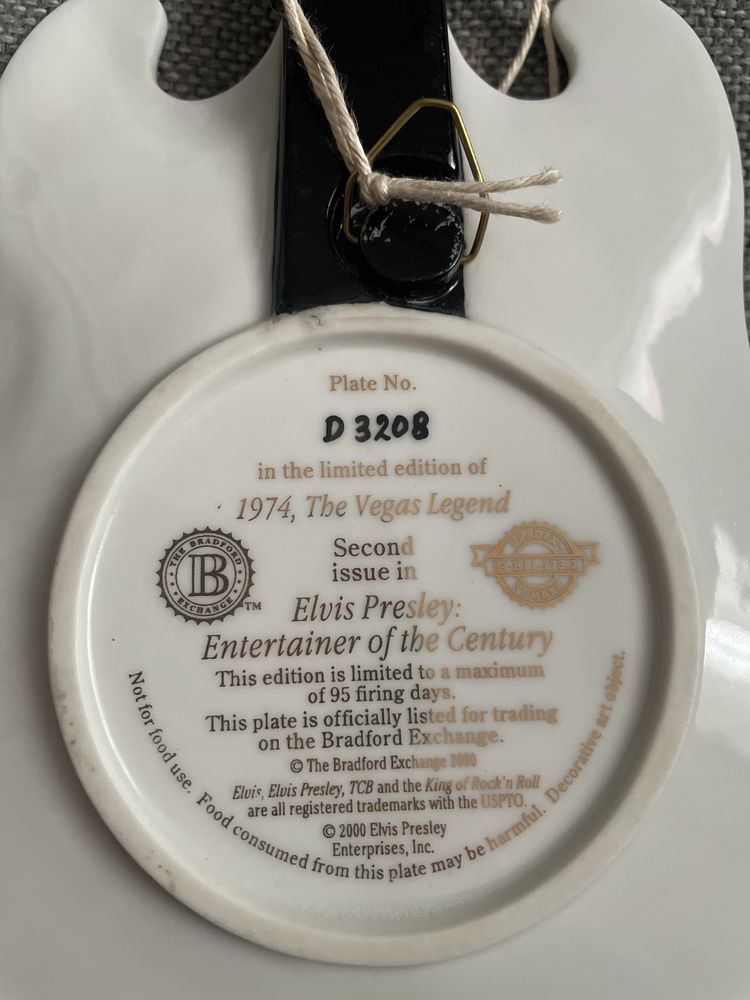 Plate No.
D 3208
in the limited edition of
1974, The Vegas Legend
THE BRADFORD
B
EXCHANGE
TM
Second
issue in
BRADEX
NUMBER
Elvis Presley:
Entertainer of the Century
This edition is limited to a maximum
of 95 firing days.
This plate is officially listed for trading
on the Bradford Exchange.
© The Bradford Exchange 2000
Elvis, Elvis Presley, TCB and the King of Rock'n Roll
are all registered trademarks with the USPTO.
© 2000 Elvis Presley
Enterprises, Inc.
Not for food use. Food consumed from this plate may be harmful. Decorative art object.